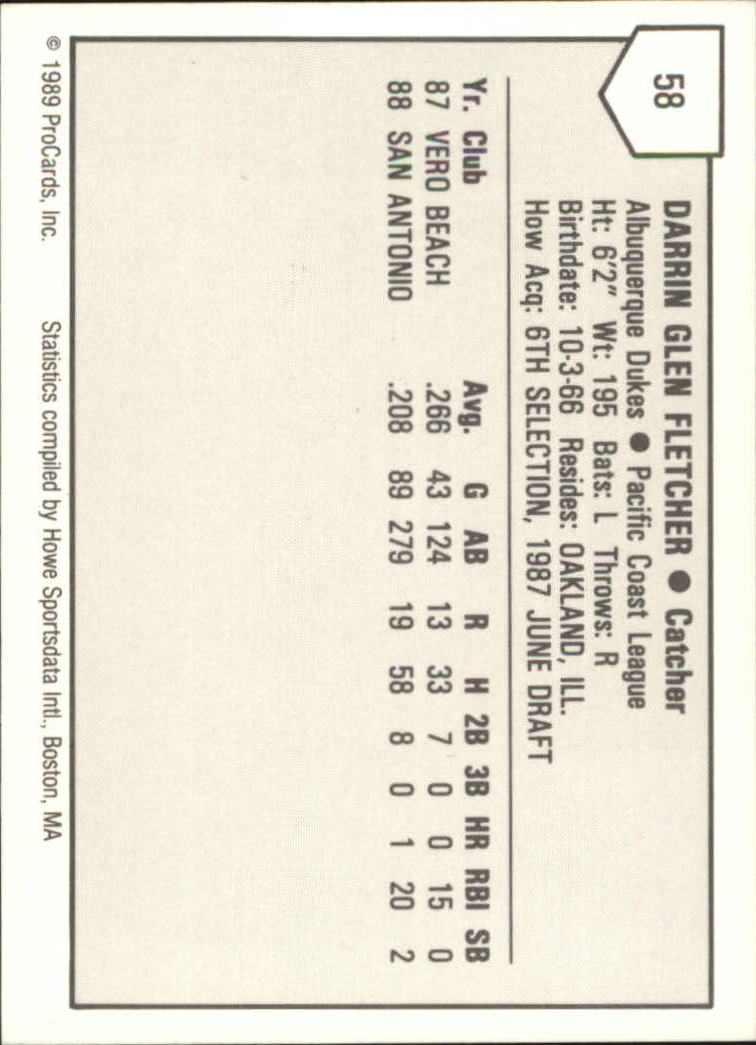 58
DARRIN GLEN FLETCHER ● Catcher
Albuquerque Dukes ● Pacific Coast League
Ht: 6'2" Wt: 195 Bats: L Throws: R
Birthdate: 10-3-66 Resides: OAKLAND, ILL.
How Acq: 6TH SELECTION, 1987 JUNE DRAFT
Yr. Club Avg. G AB R H 2B 3B HR RBI SB
87 VERO BEACH .266 43 124 13 33 7 0 0 15 0
88 SAN ANTONIO .208 89 279 19 58 8 0 1 20 2
© 1989 ProCards, Inc. Statistics compiled by Howe Sportsdata Intl., Boston, MA